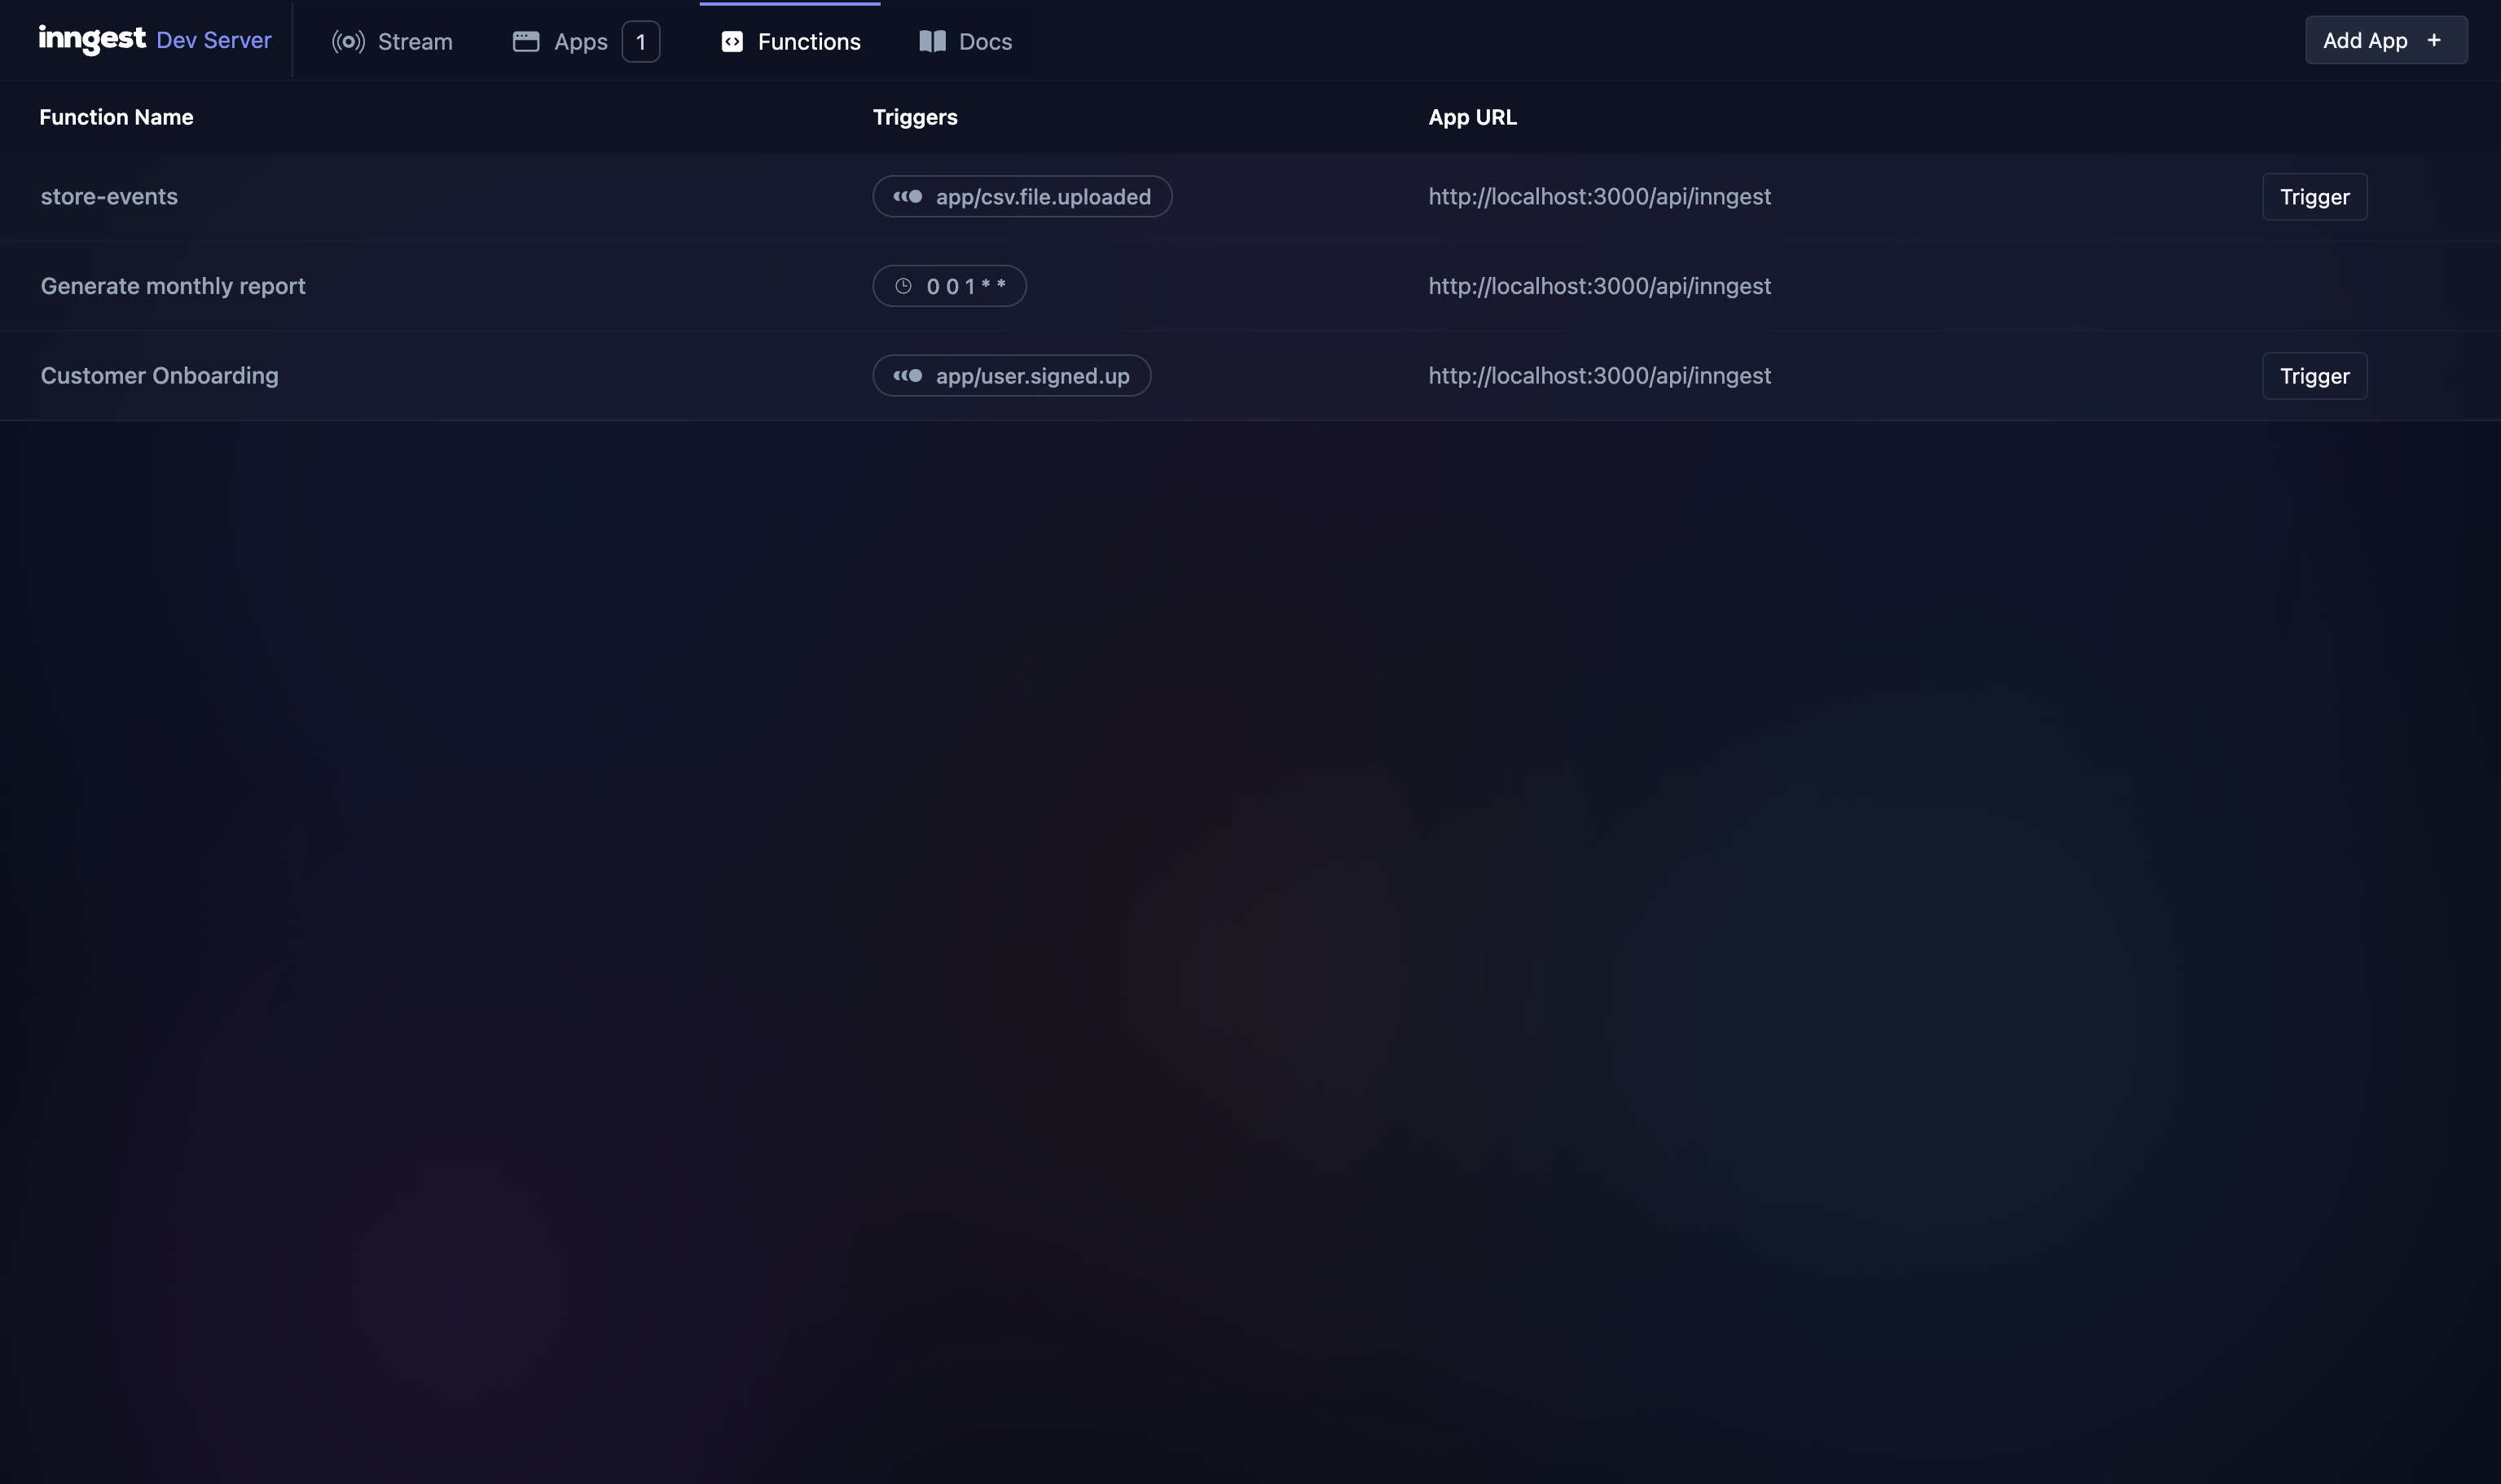 inngest Dev Server Stream Apps 1 Functions Docs Add App +
Function Name Triggers App URL
store-events app/csv.file.uploaded http://localhost:3000/api/inngest Trigger
Generate monthly report 0 0 1 * * http://localhost:3000/api/inngest
Customer Onboarding app/user.signed.up http://localhost:3000/api/inngest Trigger